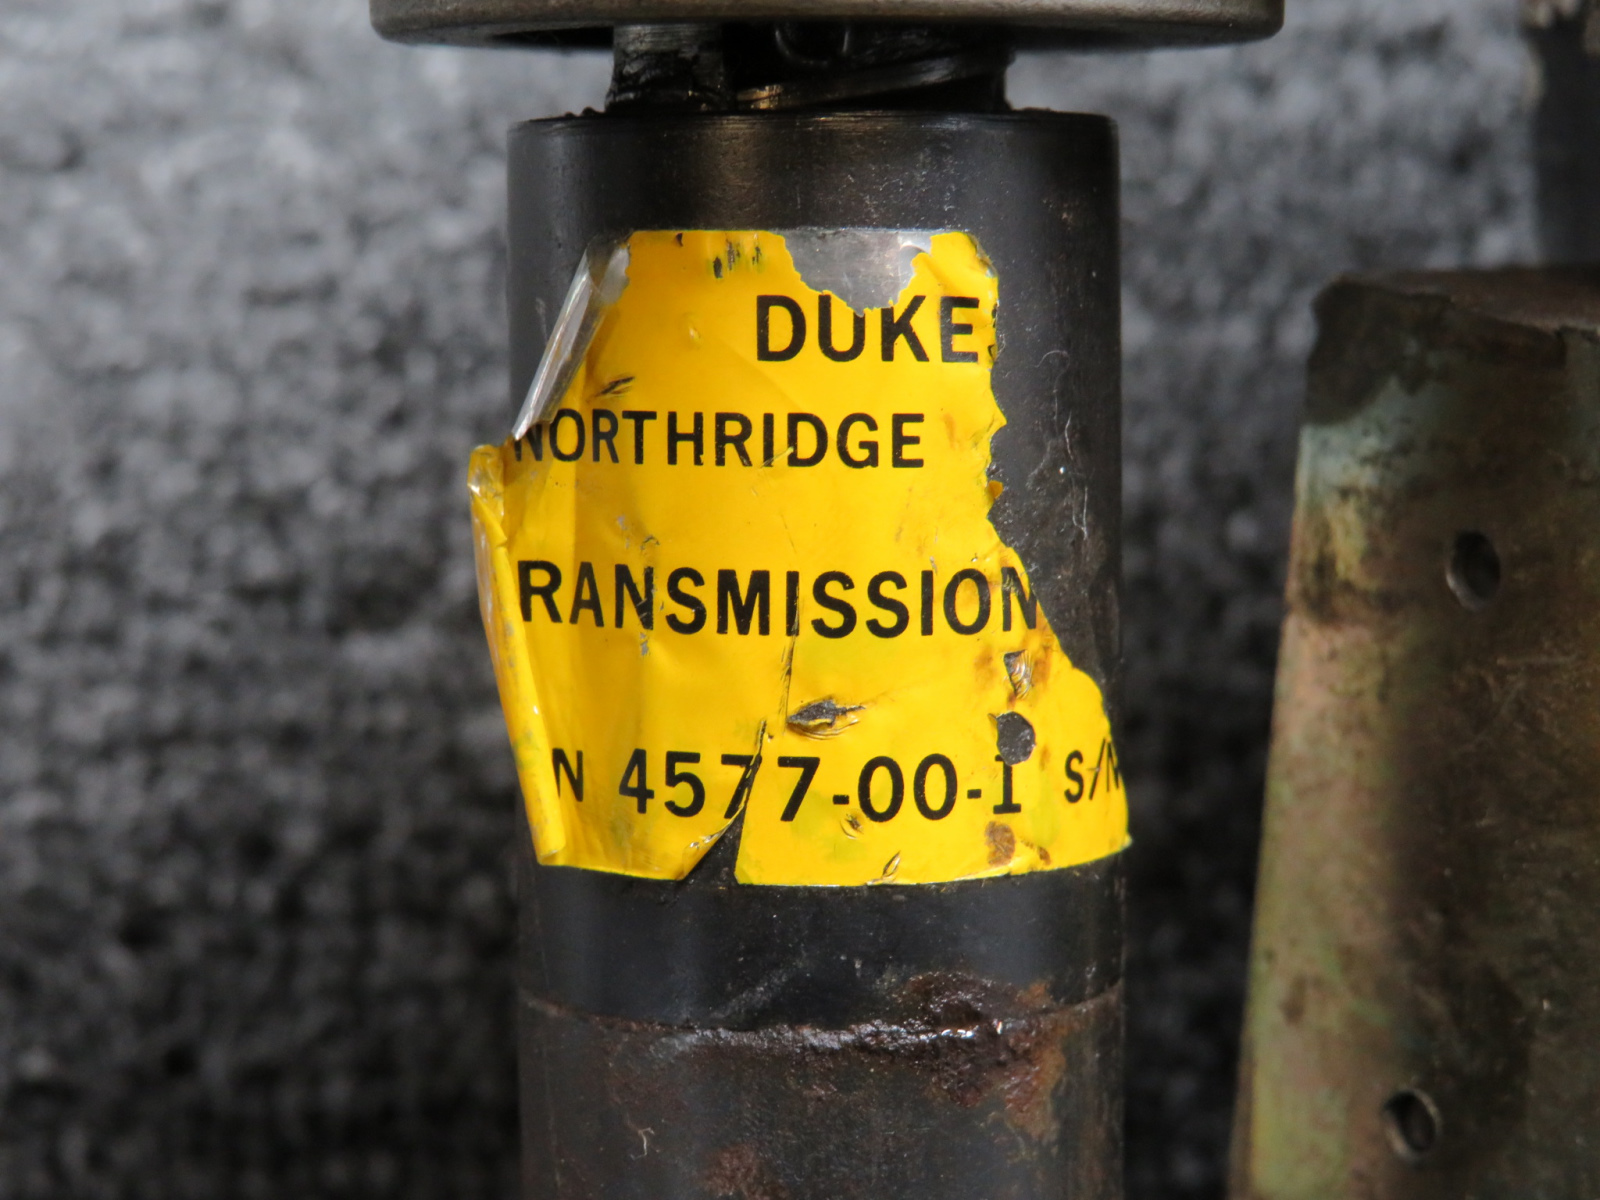 DUKE
NORTHRIDGE
RANSMISSION
N 4577-00-1 S/N